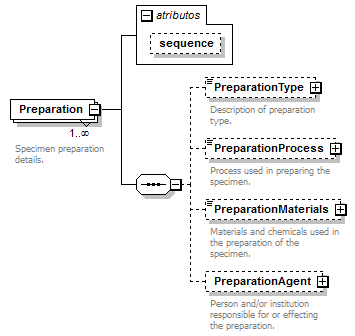 atributos
sequence
Preparation
1..∞
Specimen preparation
details.
PreparationType
Description of preparation
type.
PreparationProcess
Process used in preparing the
specimen.
PreparationMaterials
Materials and chemicals used in
the preparation of the
specimen.
PreparationAgent
Person and/or institution
responsible for or effecting
the preparation.